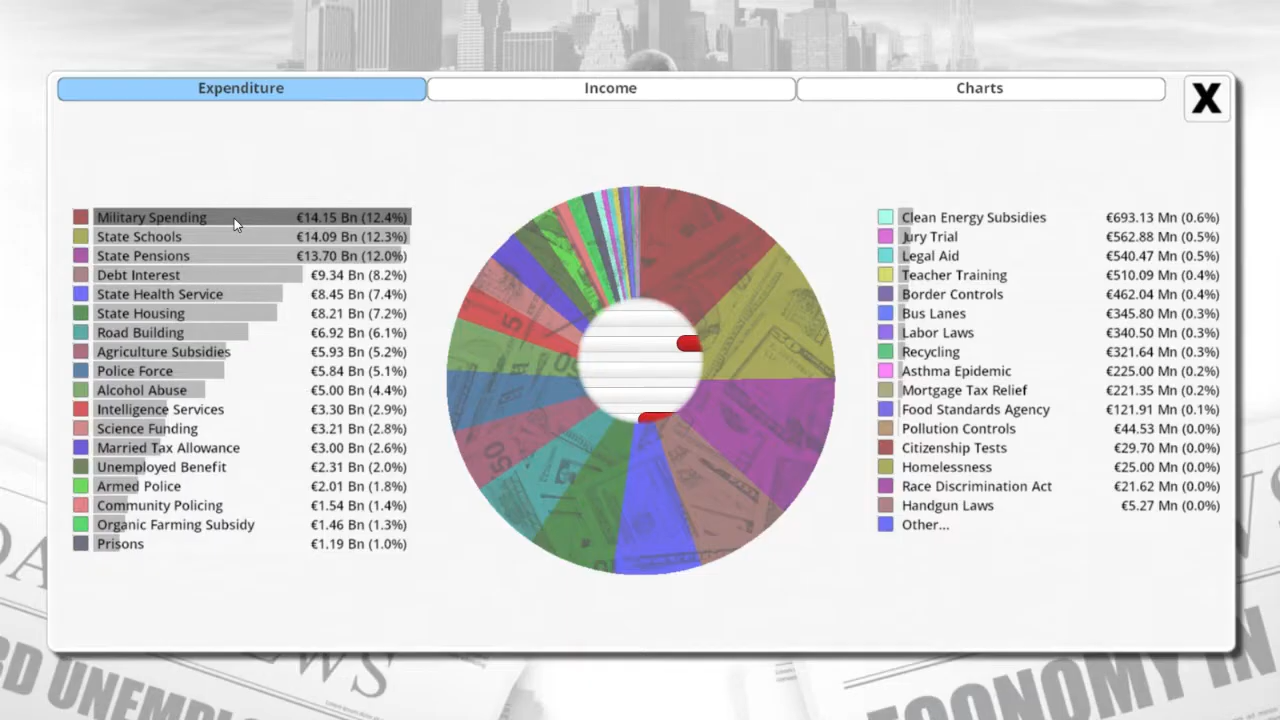 Expenditure
Income
Charts
X
Military Spending €14.15 Bn (12.4%)
State Schools €14.09 Bn (12.3%)
State Pensions €13.70 Bn (12.0%)
Debt Interest €9.34 Bn (8.2%)
State Health Service €8.45 Bn (7.4%)
State Housing €8.21 Bn (7.2%)
Road Building €6.92 Bn (6.1%)
Agriculture Subsidies €5.93 Bn (5.2%)
Police Force €5.84 Bn (5.1%)
Alcohol Abuse €5.00 Bn (4.4%)
Intelligence Services €3.30 Bn (2.9%)
Science Funding €3.21 Bn (2.8%)
Married Tax Allowance €3.00 Bn (2.6%)
Unemployed Benefit €2.31 Bn (2.0%)
Armed Police €2.01 Bn (1.8%)
Community Policing €1.54 Bn (1.4%)
Organic Farming Subsidy €1.46 Bn (1.3%)
Prisons €1.19 Bn (1.0%)
Clean Energy Subsidies €693.13 Mn (0.6%)
Jury Trial €562.88 Mn (0.5%)
Legal Aid €540.47 Mn (0.5%)
Teacher Training €510.09 Mn (0.4%)
Border Controls €462.04 Mn (0.4%)
Bus Lanes €345.80 Mn (0.3%)
Labor Laws €340.50 Mn (0.3%)
Recycling €321.64 Mn (0.3%)
Asthma Epidemic €225.00 Mn (0.2%)
Mortgage Tax Relief €221.35 Mn (0.2%)
Food Standards Agency €121.91 Mn (0.1%)
Pollution Controls €44.53 Mn (0.0%)
Citizenship Tests €29.70 Mn (0.0%)
Homelessness €25.00 Mn (0.0%)
Race Discrimination Act €21.62 Mn (0.0%)
Handgun Laws €5.27 Mn (0.0%)
Other...
ECONOMY IN